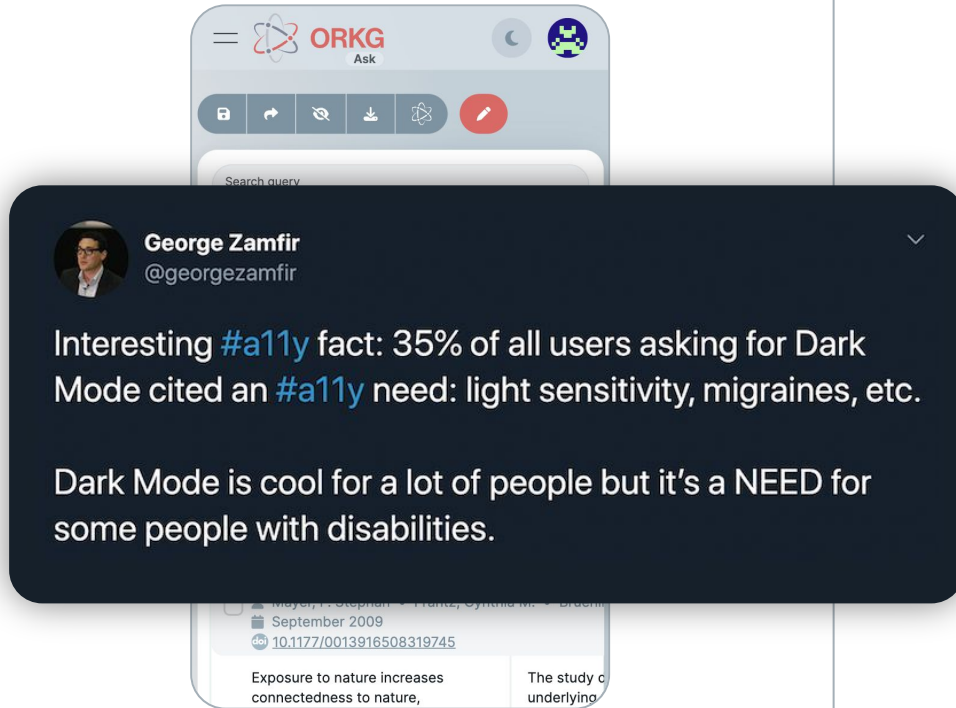 ORKG
Ask
Search query
George Zamfir
@georgezamfir
Interesting #a11y fact: 35% of all users asking for Dark
Mode cited an #a11y need: light sensitivity, migraines, etc.
Dark Mode is cool for a lot of people but it's a NEED for
some people with disabilities.
September 2009
doi 10.1177/0013916508319745
Exposure to nature increases
connectedness to nature,
The study
underlying